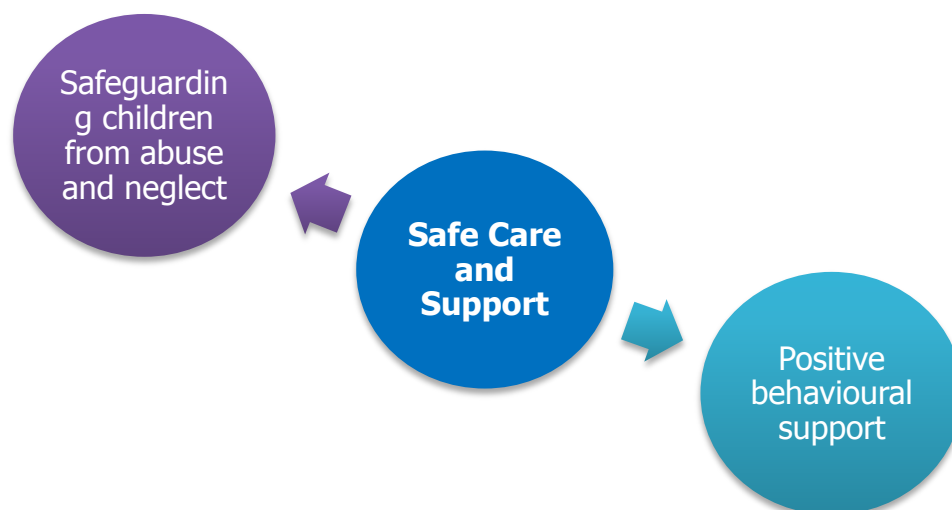 Safeguardin
g children
from abuse
and neglect
Safe Care
and
Support
Positive
behavioural
support